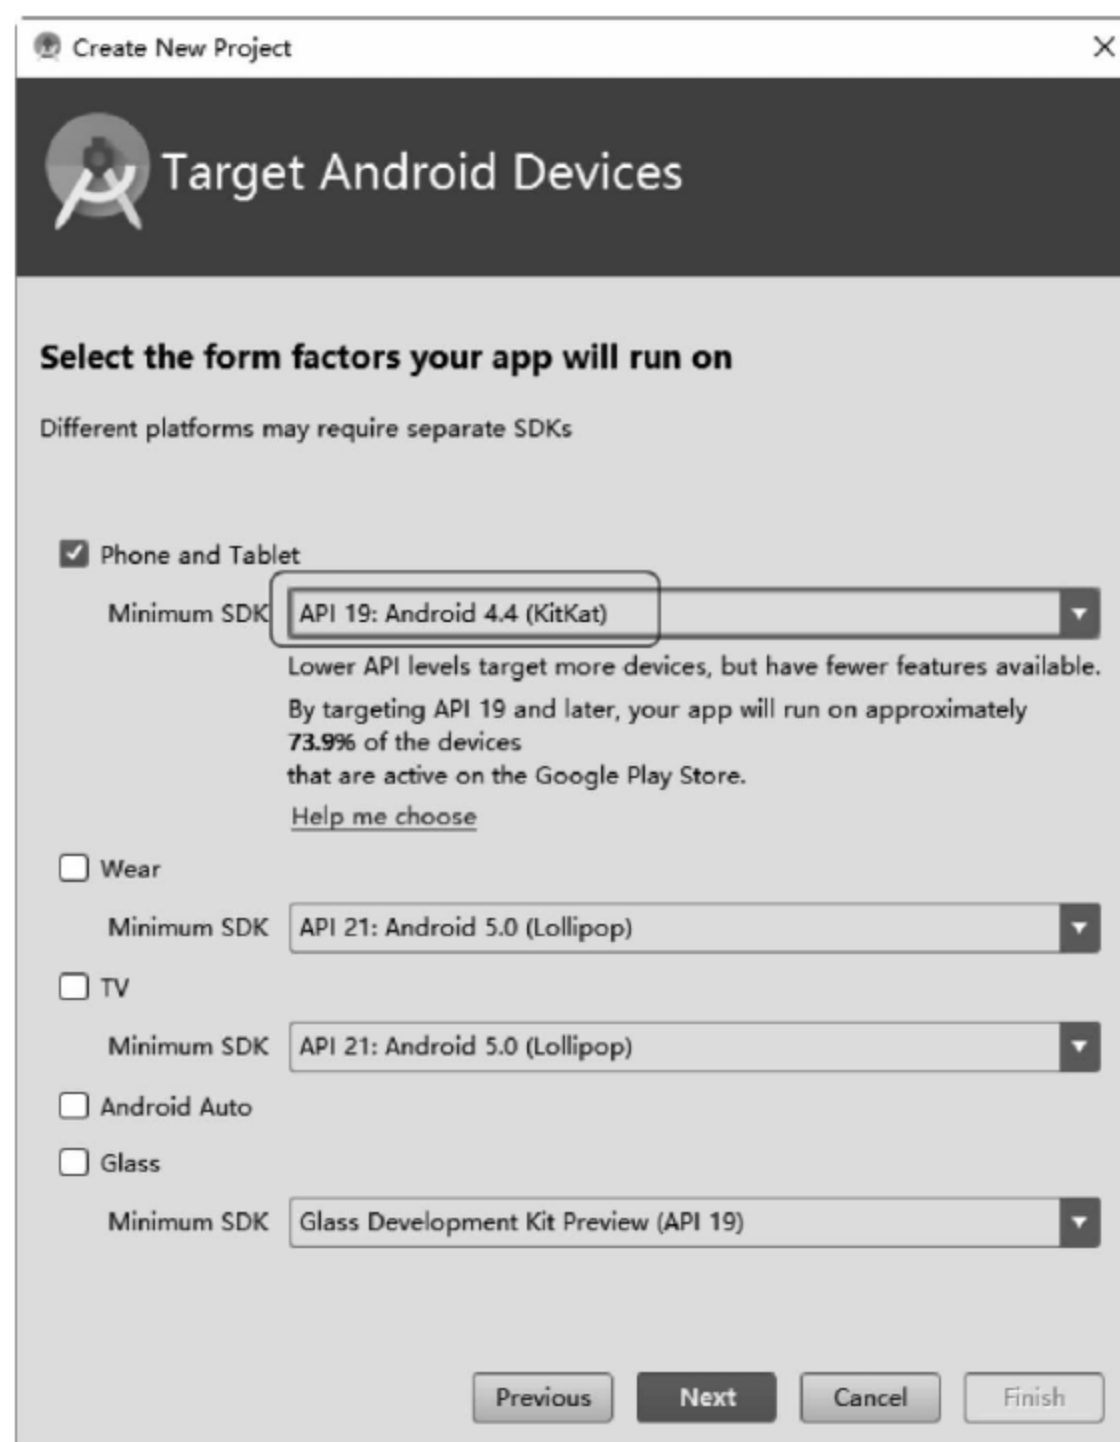 Create New Project
Target Android Devices
Select the form factors your app will run on
Different platforms may require separate SDKs
Phone and Tablet
Minimum SDK API 19: Android 4.4 (KitKat)
Lower API levels target more devices, but have fewer features available.
By targeting API 19 and later, your app will run on approximately
73.9% of the devices
that are active on the Google Play Store.
Help me choose
Wear
Minimum SDK API 21: Android 5.0 (Lollipop)
TV
Minimum SDK API 21: Android 5.0 (Lollipop)
Android Auto
Glass
Minimum SDK Glass Development Kit Preview (API 19)
Previous Next Cancel Finish